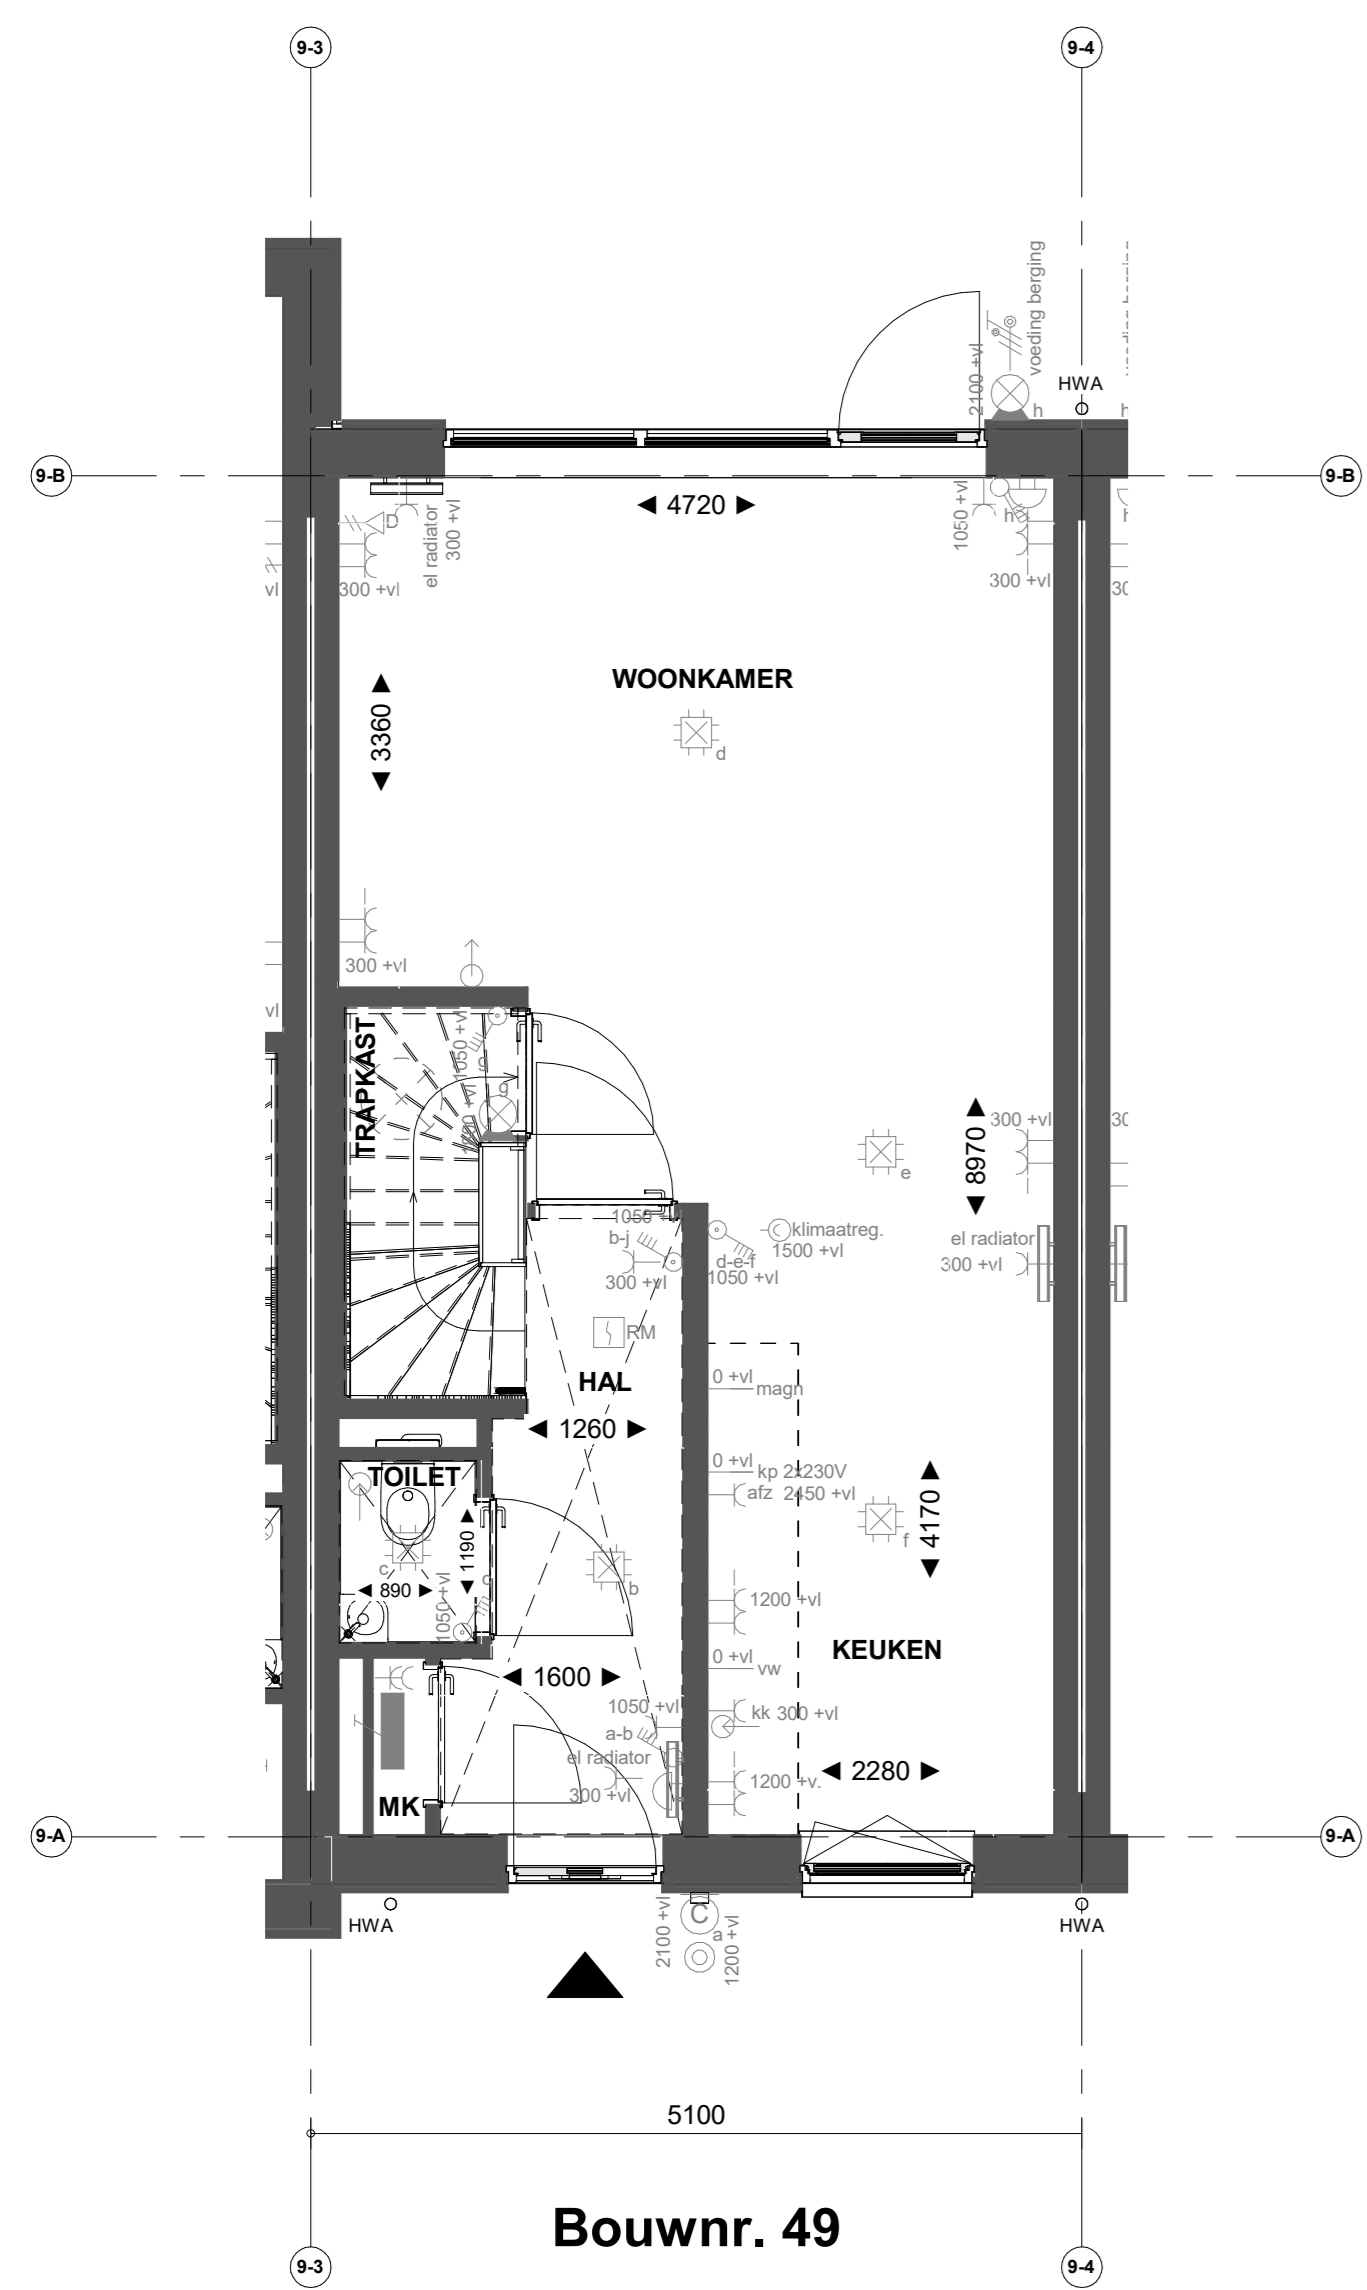 9-3
9-4
voeding berging
2100 +vl
HWA
h
h
9-B
9-B
4720
el radiator
300 +vl
D
300 +vl
vl
1050 +vl
h
300 +vl
30
WOONKAMER
d
3360
300 +vl
vl
TRAPKAST
1050 +vl
g
g
300 +vl
30
8970
e
1050 +vl
b-j
300 +vl
d-e-f
1050 +vl
klimaatreg.
1500 +vl
el radiator
300 +vl
RM
HAL
1260
0 +vl
magn
0 +vl
kp 2x230V
afz 2450 +vl
4170
f
TOILET
1190
c
890
c
1050 +vl
b
1200 +vl
KEUKEN
0 +vl
vw
1600
1050 +vl
a-b
el radiator
300 +vl
kk 300 +vl
2280
1200 +v.
MK
9-A
9-A
HWA
2100 +vl
C
a
1200 +vl
HWA
5100
Bouwnr. 49
9-3
9-4